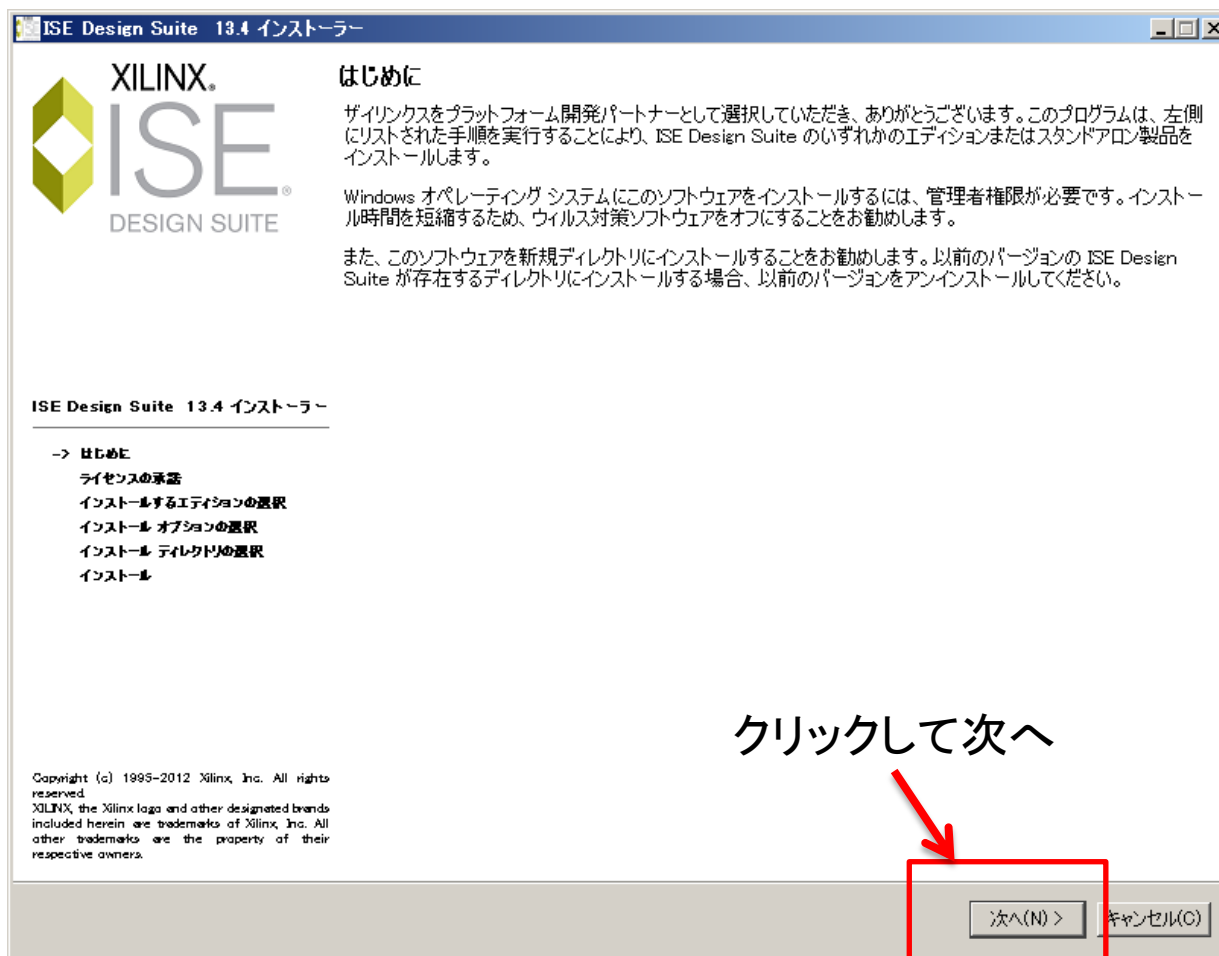 ISE Design Suite 13.4 インストーラー
XILINX®
ISE®
DESIGN SUITE
はじめに
ザイリンクスをプラットフォーム開発パートナーとして選択していただき、ありがとうございます。このプログラムは、左側
にリストされた手順を実行することにより、ISE Design Suite のいずれかのエディションまたはスタンドアロン製品を
インストールします。
Windows オペレーティング システムにこのソフトウェアをインストールするには、管理者権限が必要です。インストー
ル時間を短縮するため、ウィルス対策ソフトウェアをオフにすることをお勧めします。
また、このソフトウェアを新規ディレクトリにインストールすることをお勧めします。以前のバージョンの ISE Design
Suite が存在するディレクトリにインストールする場合、以前のバージョンをアンインストールしてください。
ISE Design Suite 13.4 インストーラー
-> はじめに
ライセンスの承諾
インストールするエディションの選択
インストール オプションの選択
インストール ディレクトリの選択
インストール
クリックして次へ
Copyright (c) 1995-2012 Xilinx, Inc. All rights
reserved.
XILINX, the Xilinx logo and other designated brands
included herein are trademarks of Xilinx, Inc. All
other trademarks are the property of their
respective owners.
次へ(N) >
キャンセル(C)